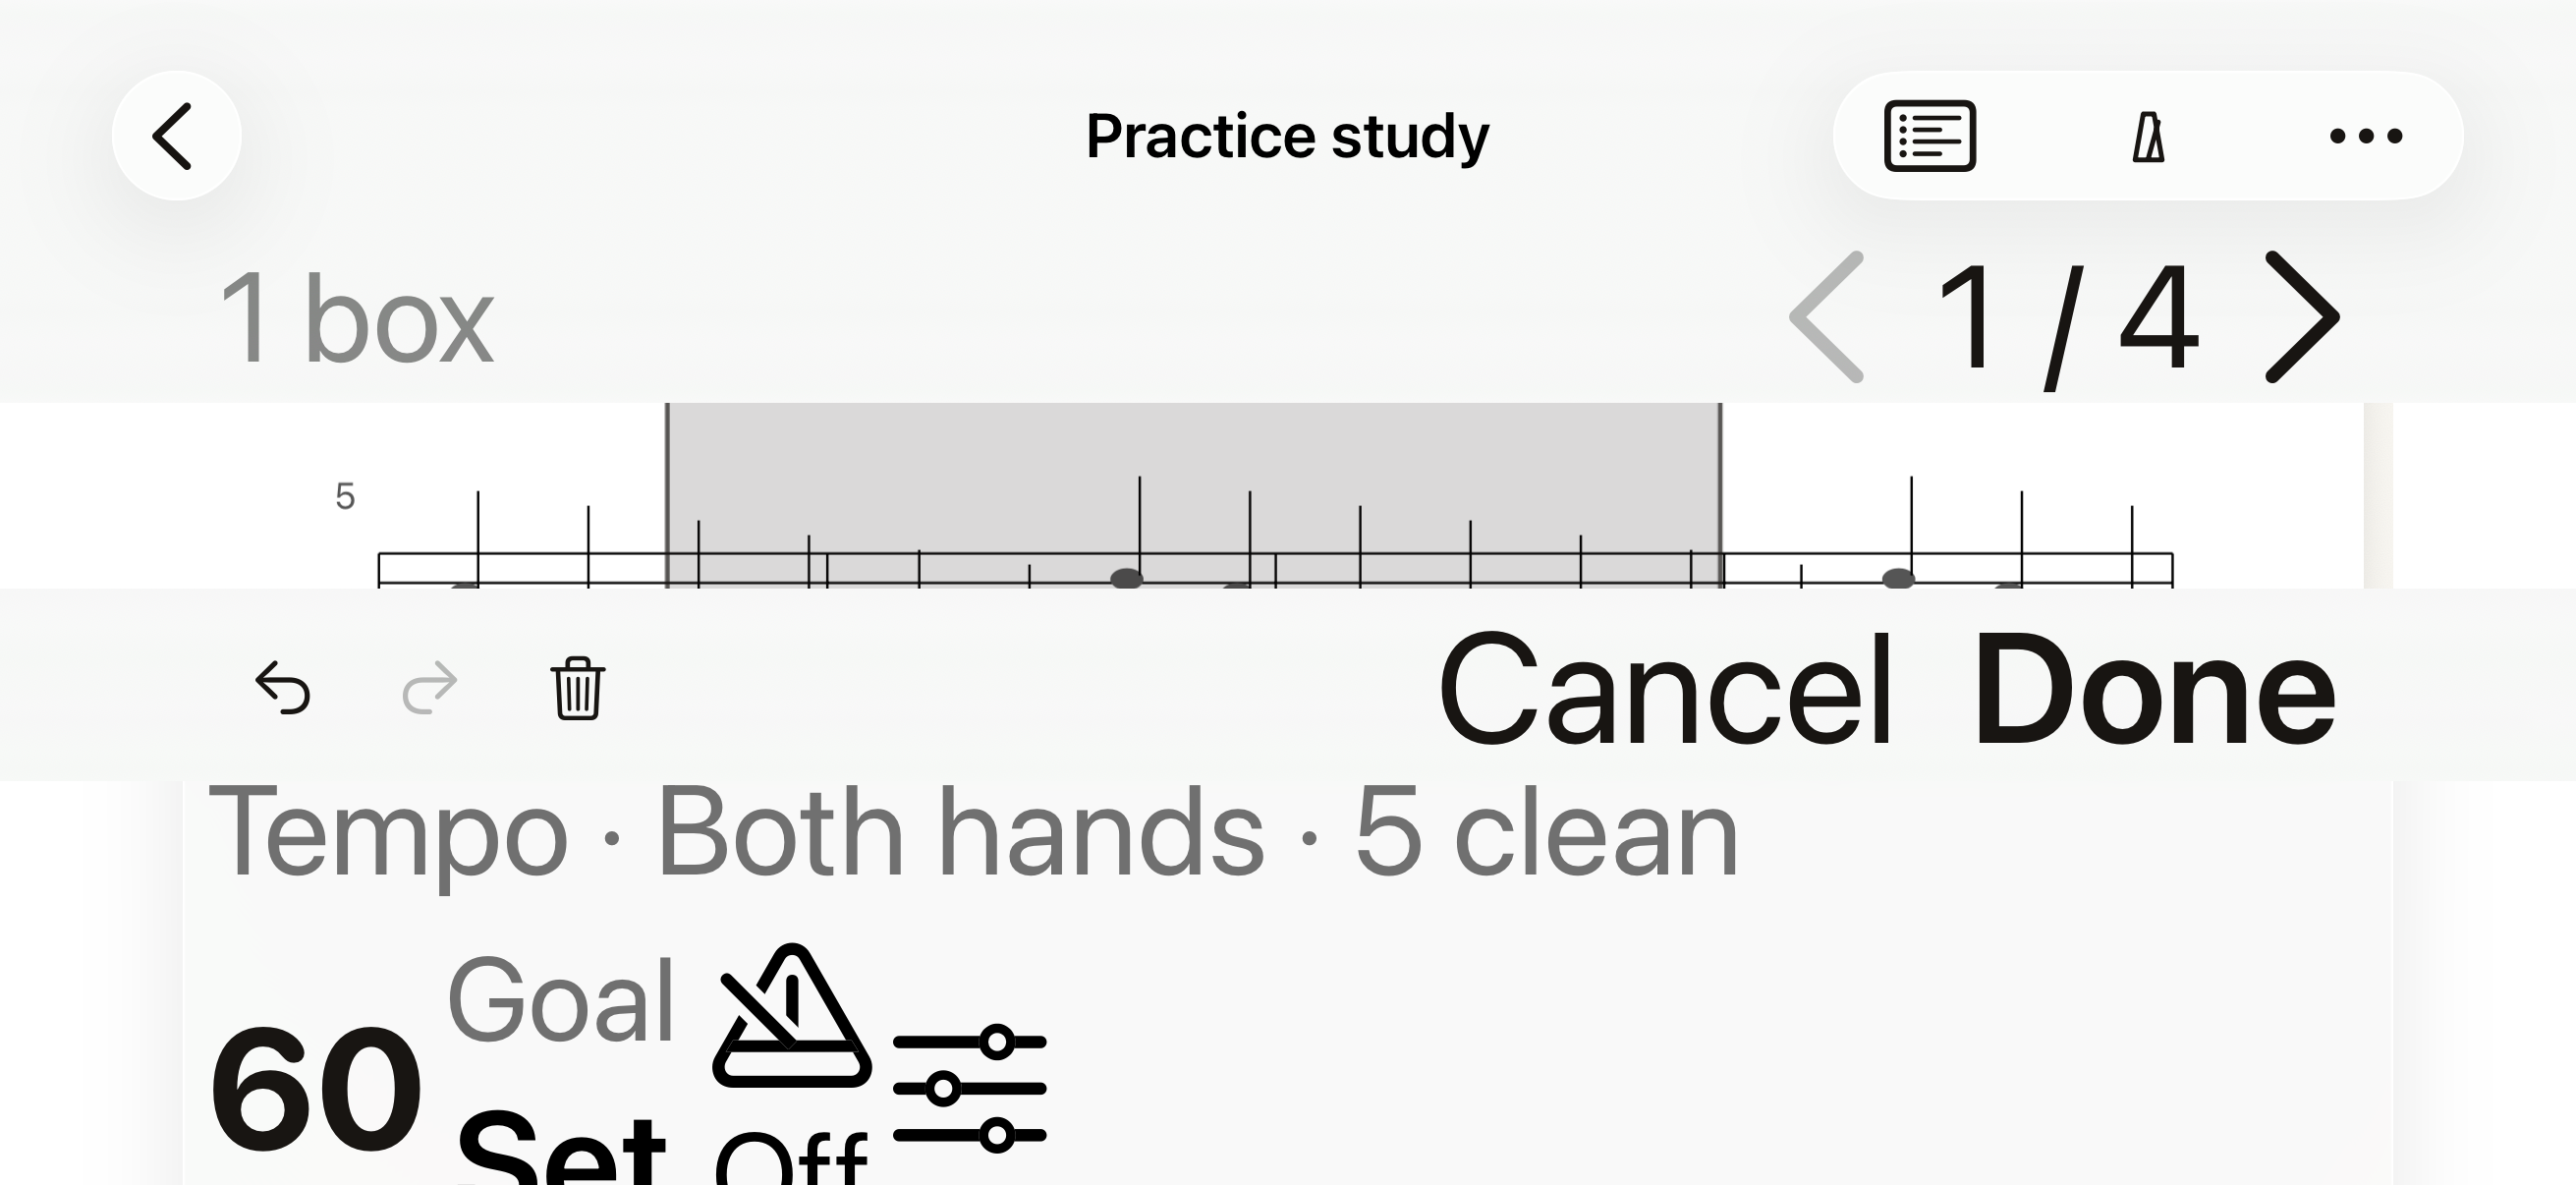 Practice study
1 box
1 / 4
5
Cancel Done
Tempo · Both hands · 5 clean
Goal
60
Set Off